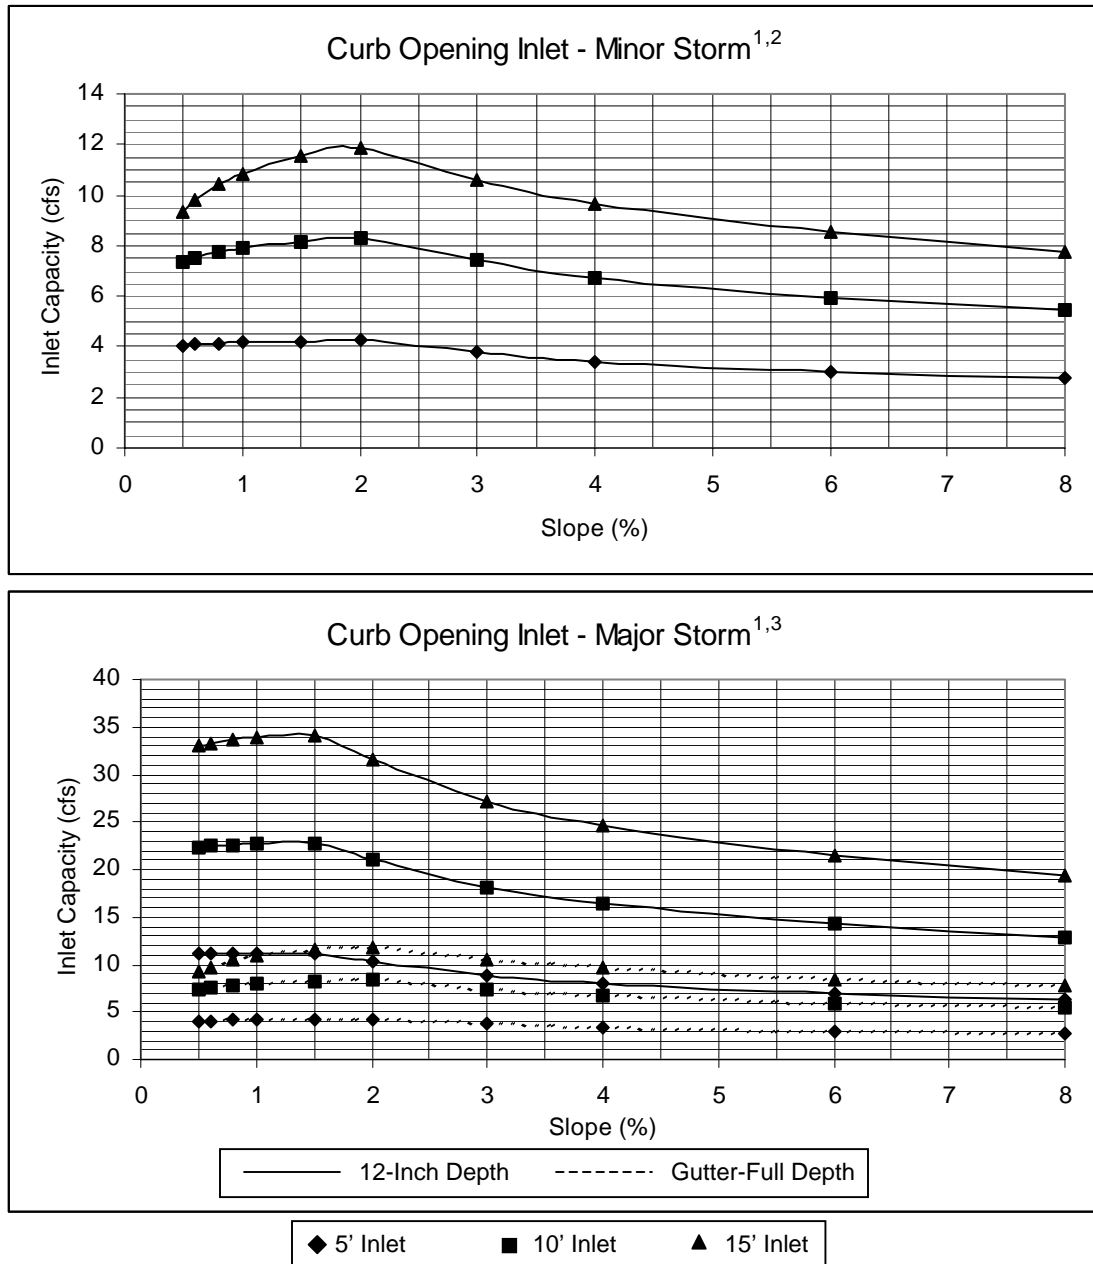 Curb Opening Inlet - Minor Storm1,2
14
12
10
8
6
4
2
0
Inlet Capacity (cfs)
0 1 2 3 4 5 6 7 8
Slope (%)
Curb Opening Inlet - Major Storm1,3
40
35
30
25
20
15
10
5
0
Inlet Capacity (cfs)
0 1 2 3 4 5 6 7 8
Slope (%)
12-Inch Depth Gutter-Full Depth
5' Inlet 10' Inlet 15' Inlet